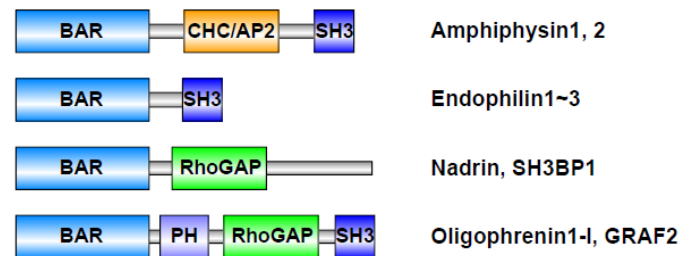 BAR CHC/AP2 SH3 Amphiphysin1, 2
BAR SH3 Endophilin1~3
BAR RhoGAP Nadrin, SH3BP1
BAR PH RhoGAP SH3 Oligophrenin1-I, GRAF2